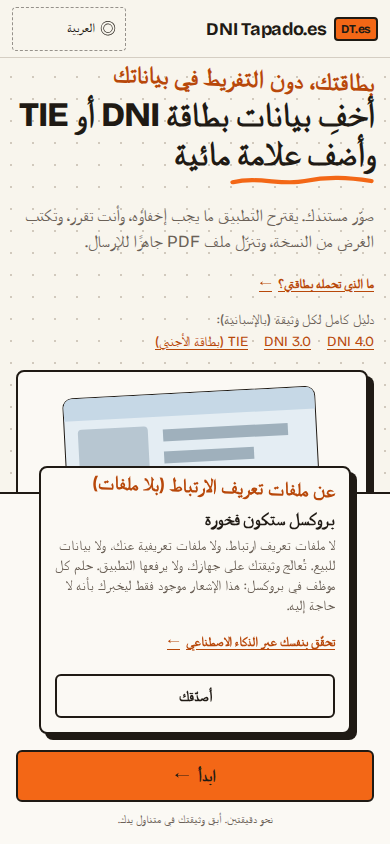 DT.es DNI Tapado.es
العربية
بطاقتك، دون التفريط في بياناتك
أخفِ بيانات بطاقة DNI أو TIE
وأضف علامة مائية
صوّر مستندك. يقترح التطبيق ما يجب إخفاؤه، وأنت تقرر. وتكتب
الغرض من النسخة، وتنزّل ملف PDF جاهزًا للإرسال.
ما الذي تحمله بطاقتي؟ ←
دليل كامل لكل وثيقة (بالإسبانية):
DNI 4.0 · DNI 3.0 · TIE (بطاقة الأجنبي)
عن ملفات تعريف الارتباط (بلا ملفات)
بروكسل ستكون فخورة
لا ملفات تعريف ارتباط. ولا ملفات تعريفية عنك. ولا بيانات
للبيع. تُعالَج وثيقتك على جهازك. ولا يرفعها التطبيق. حلم كل
موظف في بروكسل: هذا الإشعار موجود فقط ليخبرك بأنه لا
حاجة إليه.
تحقّق بنفسك عبر الذكاء الاصطناعي ←
أصدّقك
ابدأ ←
نحو دقيقتين. أبقِ وثيقتك في متناول يدك.